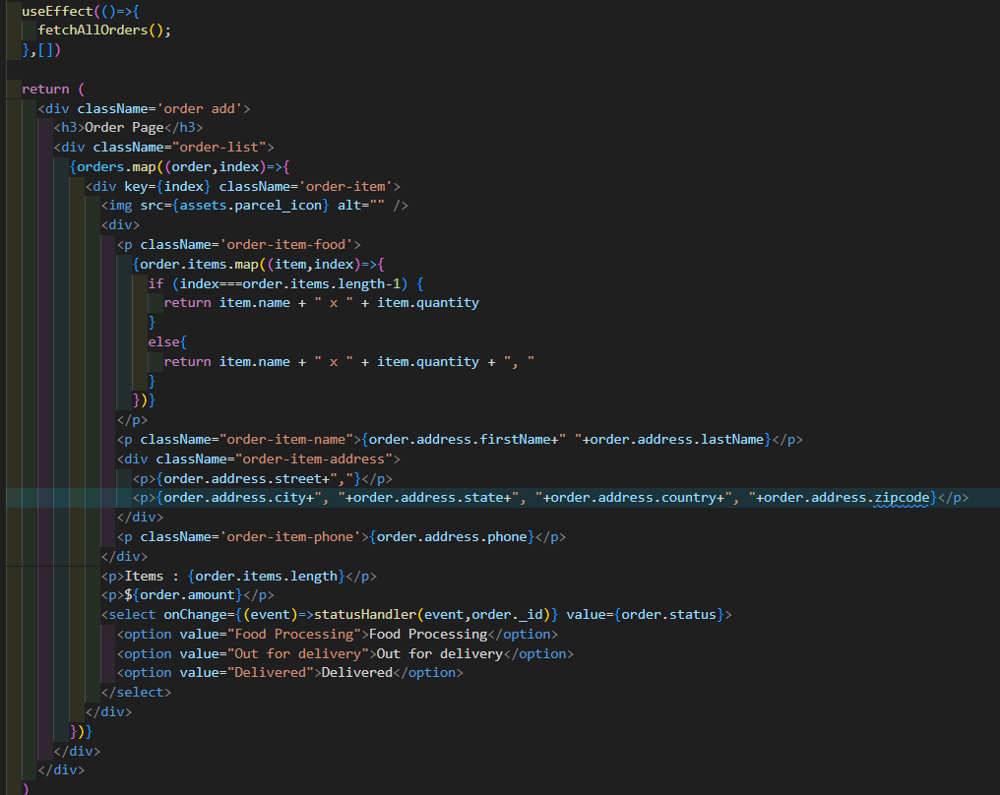 useEffect(()=>{
  fetchAllOrders();
},[])

return (
  <div className='order add'>
    <h3>Order Page</h3>
    <div className="order-list">
      {orders.map((order,index)=>{
        <div key={index} className='order-item'>
          <img src={assets.parcel_icon} alt="" />
          <div>
            <p className='order-item-food'>
              {order.items.map((item,index)=>{
                if (index===order.items.length-1) {
                  return item.name + " x " + item.quantity
                }
                else{
                  return item.name + " x " + item.quantity + ", "
                }
              })}
            </p>
            <p className="order-item-name">{order.address.firstName+" "+order.address.lastName}</p>
            <div className="order-item-address">
              <p>{order.address.street+","}</p>
              <p>{order.address.city+", "+order.address.state+", "+order.address.country+", "+order.address.zipcode}</p>
            </div>
            <p className='order-item-phone'>{order.address.phone}</p>
          </div>
          <p>Items : {order.items.length}</p>
          <p>${order.amount}</p>
          <select onChange={(event)=>statusHandler(event,order._id)} value={order.status}>
            <option value="Food Processing">Food Processing</option>
            <option value="Out for delivery">Out for delivery</option>
            <option value="Delivered">Delivered</option>
          </select>
        </div>
      })}
    </div>
  </div>
)